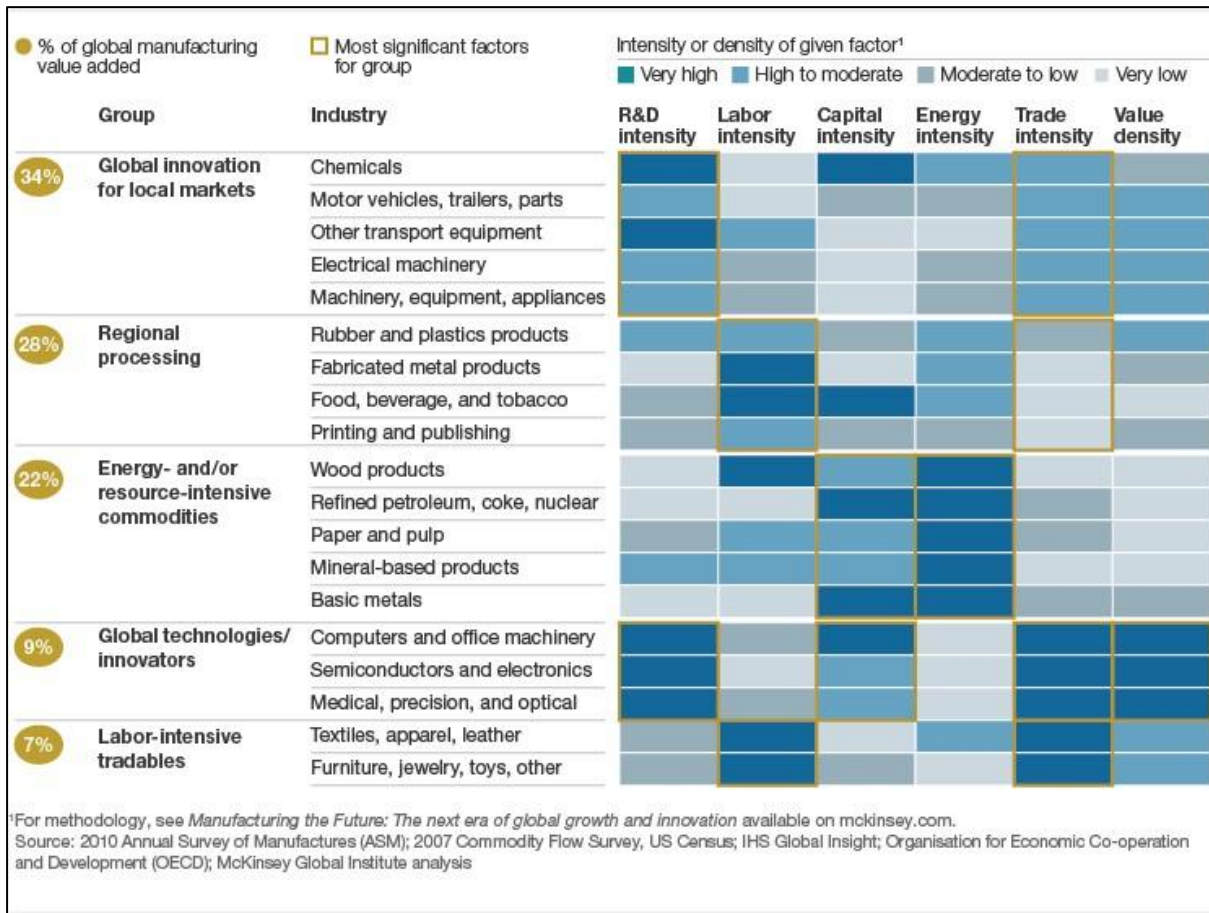 % of global manufacturing
value added
Most significant factors
for group
Intensity or density of given factor¹
Very high High to moderate Moderate to low Very low
Group Industry
R&D intensity Labor intensity Capital intensity Energy intensity Trade intensity Value density
34% Global innovation
for local markets
Chemicals
Motor vehicles, trailers, parts
Other transport equipment
Electrical machinery
Machinery, equipment, appliances
28% Regional
processing
Rubber and plastics products
Fabricated metal products
Food, beverage, and tobacco
Printing and publishing
22% Energy- and/or
resource-intensive
commodities
Wood products
Refined petroleum, coke, nuclear
Paper and pulp
Mineral-based products
Basic metals
9% Global technologies/
innovators
Computers and office machinery
Semiconductors and electronics
Medical, precision, and optical
7% Labor-intensive
tradables
Textiles, apparel, leather
Furniture, jewelry, toys, other
¹For methodology, see Manufacturing the Future: The next era of global growth and innovation available on mckinsey.com.
Source: 2010 Annual Survey of Manufactures (ASM); 2007 Commodity Flow Survey, US Census; IHS Global Insight; Organisation for Economic Co-operation
and Development (OECD); McKinsey Global Institute analysis